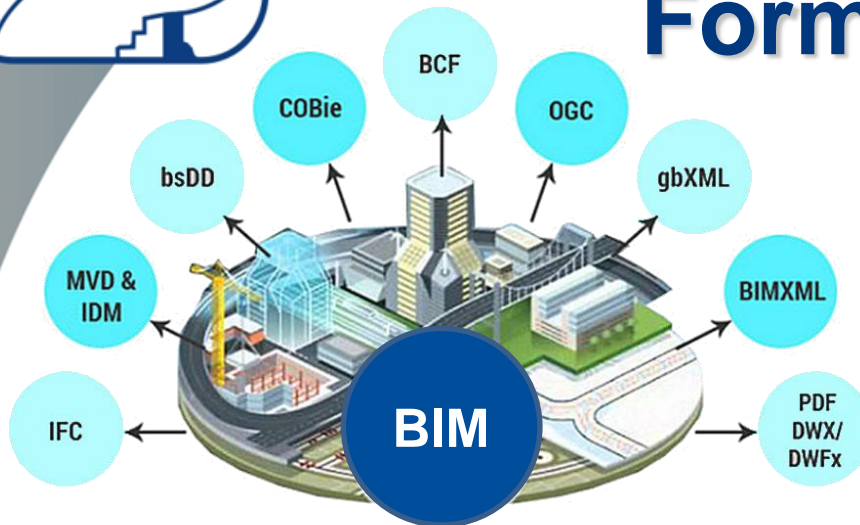 Form
BCF
COBie
OGC
bsDD
gbXML
MVD &
IDM
BIMXML
IFC
BIM
PDF
DWX/
DWFx